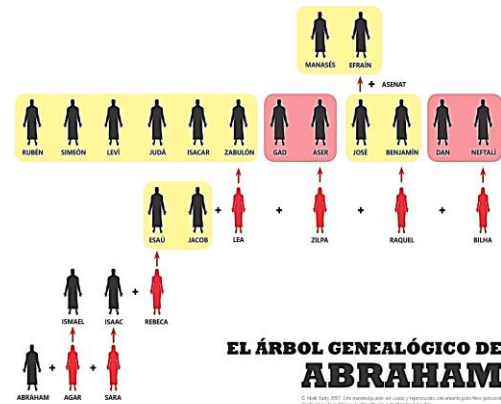 MANASÉS EFRAÍN
+ ASENAT
RUBÉN SIMEÓN LEVÍ JUDÁ ISACAR ZABULÓN GAD ASER JOSÉ BENJAMÍN DAN NEFTALÍ
ESAÚ JACOB + LEA + ZILPA + RAQUEL + BILHA
ISMAEL ISAAC + REBECA
ABRAHAM + AGAR + SARA
EL ÁRBOL GENEALÓGICO DE
ABRAHAM